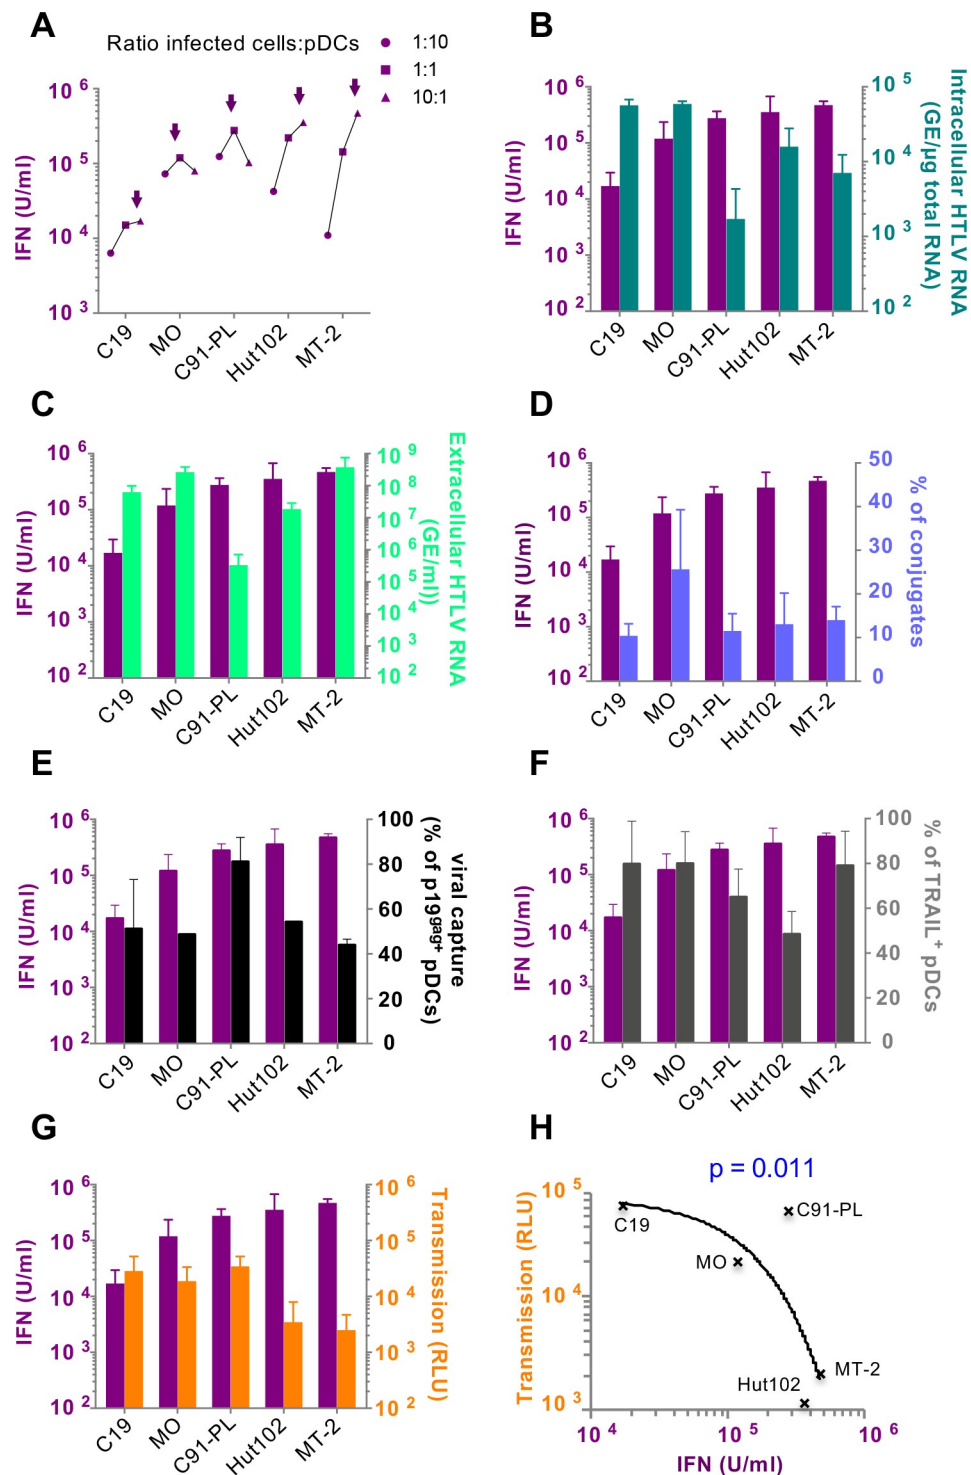 A
Ratio infected cells:pDCs
1:10
1:1
10:1
IFN (U/ml)
10 6
10 5
10 4
10 3
C19
MO
C91-PL
Hut102
MT-2
B
IFN (U/ml)
10 6
10 5
10 4
10 3
10 2
10 5
10 4
10 3
10 2
Intracellular HTLV RNA
(GE/µg total RNA)
C19
MO
C91-PL
Hut102
MT-2
C
IFN (U/ml)
10 6
10 5
10 4
10 3
10 2
10 9
10 8
10 7
10 6
10 5
10 4
10 3
10 2
Extracellular HTLV RNA
(GE/ml))
C19
MO
C91-PL
Hut102
MT-2
D
IFN (U/ml)
10 6
10 5
10 4
10 3
10 2
50
40
30
20
10
0
% of conjugates
C19
MO
C91-PL
Hut102
MT-2
E
IFN (U/ml)
10 6
10 5
10 4
10 3
10 2
100
80
60
40
20
0
viral capture
(% of p19gag+ pDCs)
C19
MO
C91-PL
Hut102
MT-2
F
IFN (U/ml)
10 6
10 5
10 4
10 3
10 2
100
80
60
40
20
0
% of TRAIL+ pDCs
C19
MO
C91-PL
Hut102
MT-2
G
IFN (U/ml)
10 6
10 5
10 4
10 3
10 2
10 6
10 5
10 4
10 3
10 2
Transmission (RLU)
C19
MO
C91-PL
Hut102
MT-2
H
p = 0.011
Transmission (RLU)
10 5
10 4
10 3
C19
C91-PL
MO
MT-2
Hut102
10 4
10 5
10 6
IFN (U/ml)